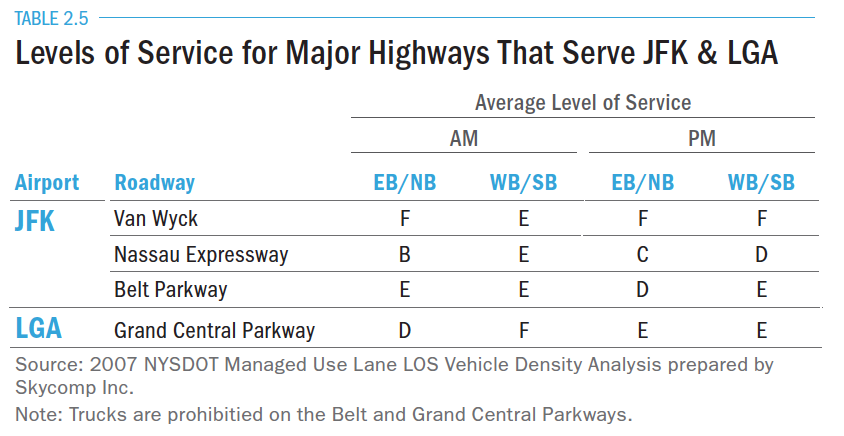 TABLE 2.5
Levels of Service for Major Highways That Serve JFK & LGA
Average Level of Service
AM PM
Airport Roadway EB/NB WB/SB EB/NB WB/SB
JFK Van Wyck F E F F
Nassau Expressway B E C D
Belt Parkway E E D E
LGA Grand Central Parkway D F E E
Source: 2007 NYSDOT Managed Use Lane LOS Vehicle Density Analysis prepared by
Skycomp Inc.
Note: Trucks are prohibitied on the Belt and Grand Central Parkways.